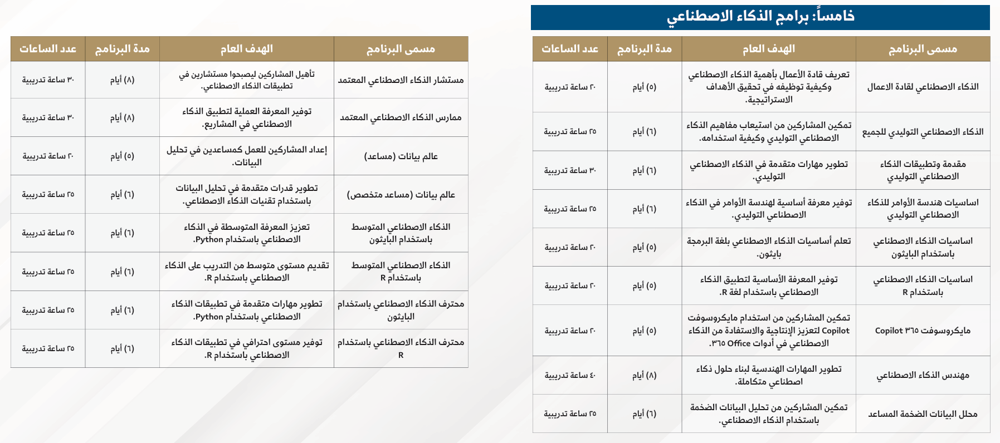 خامساً: برامج الذكاء الاصطناعي
مسمى البرنامج الهدف العام مدة البرنامج عدد الساعات
الذكاء الاصطناعي لقادة الاعمال
تعريف قادة الأعمال بأهمية الذكاء الاصطناعي
وكيفية توظيفه في تحقيق الأهداف
الاستراتيجية.
(٥) أيام
٢٠ ساعة تدريبية
الذكاء الاصطناعي التوليدي للجميع
تمكين المشاركين من استيعاب مفاهيم الذكاء
الاصطناعي التوليدي وكيفية استخدامه.
(٦) أيام
٢٥ ساعة تدريبية
مقدمة وتطبيقات الذكاء
الاصطناعي التوليدي
تطوير مهارات متقدمة في الذكاء الاصطناعي
التوليدي.
(٦) أيام
٣٠ ساعة تدريبية
اساسيات هندسة الأوامر للذكاء
الاصطناعي التوليدي
توفير معرفة أساسية لهندسة الأوامر في الذكاء
الاصطناعي التوليدي.
(٦) أيام
٢٥ ساعة تدريبية
اساسيات الذكاء الاصطناعي
باستخدام البايثون
تعلم أساسيات الذكاء الاصطناعي بلغة البرمجة
بايثون.
(٥) أيام
٢٠ ساعة تدريبية
اساسيات الذكاء الاصطناعي
باستخدام R
توفير المعرفة الأساسية لتطبيق الذكاء
الاصطناعي باستخدام لغة R.
(٥) أيام
٢٠ ساعة تدريبية
مايكروسوفت ٣٦٥ Copilot
تمكين المشاركين من استخدام مايكروسوفت
Copilot لتعزيز الإنتاجية والاستفادة من الذكاء
الاصطناعي في أدوات Office ٣٦٥.
(٥) أيام
٢٠ ساعة تدريبية
مهندس الذكاء الاصطناعي
تطوير المهارات الهندسية لبناء حلول ذكاء
اصطناعي متكاملة.
(٨) أيام
٤٠ ساعة تدريبية
محلل البيانات الضخمة المساعد
تمكين المشاركين من تحليل البيانات الضخمة
باستخدام الذكاء الاصطناعي.
(٦) أيام
٢٥ ساعة تدريبية
مسمى البرنامج الهدف العام مدة البرنامج عدد الساعات
مستشار الذكاء الاصطناعي المعتمد
تأهيل المشاركين ليصبحوا مستشارين في
تطبيقات الذكاء الاصطناعي.
(٨) أيام
٣٠ ساعة تدريبية
ممارس الذكاء الاصطناعي المعتمد
توفير المعرفة العملية لتطبيق الذكاء
الاصطناعي في المشاريع.
(٨) أيام
٣٠ ساعة تدريبية
عالم بيانات (مساعد)
إعداد المشاركين للعمل كمساعدين في تحليل
البيانات.
(٥) أيام
٢٠ ساعة تدريبية
عالم بيانات (مساعد متخصص)
تطوير قدرات متقدمة في تحليل البيانات
باستخدام تقنيات الذكاء الاصطناعي.
(٦) أيام
٢٥ ساعة تدريبية
الذكاء الاصطناعي المتوسط
باستخدام البايثون
تعزيز المعرفة المتوسطة في الذكاء
الاصطناعي باستخدام Python.
(٦) أيام
٢٥ ساعة تدريبية
الذكاء الاصطناعي المتوسط
باستخدام R
تقديم مستوى متوسط من التدريب على الذكاء
الاصطناعي باستخدام R.
(٦) أيام
٢٥ ساعة تدريبية
محترف الذكاء الاصطناعي باستخدام
البايثون
تطوير مهارات متقدمة في تطبيقات الذكاء
الاصطناعي باستخدام Python.
(٦) أيام
٢٥ ساعة تدريبية
محترف الذكاء الاصطناعي باستخدام
R
توفير مستوى احترافي في تطبيقات الذكاء
الاصطناعي باستخدام R.
(٦) أيام
٢٥ ساعة تدريبية